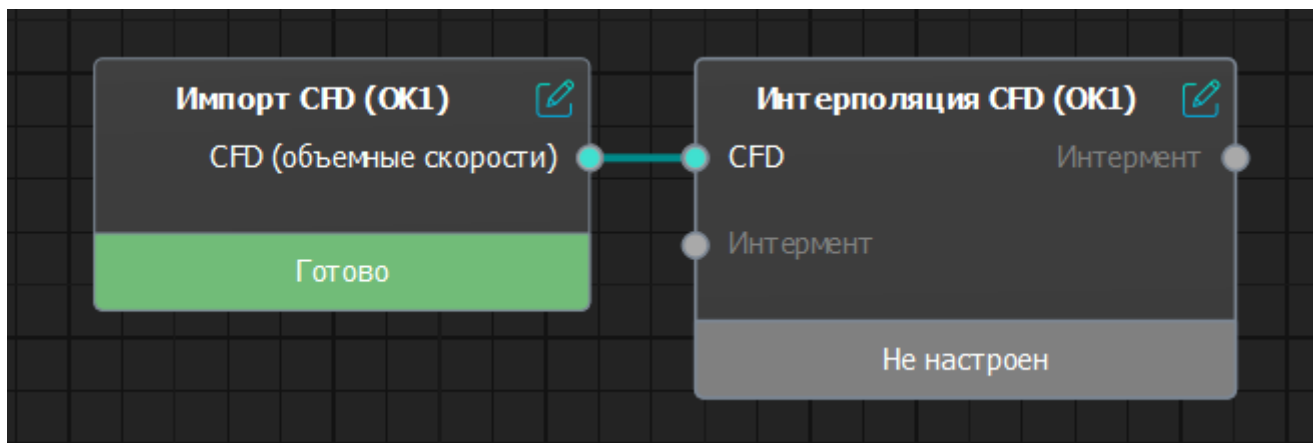 Импорт CFD (OK1)
CFD (объемные скорости)
Готово
Интерполяция CFD (OK1)
CFD
Интермент
Интермент
Не настроен